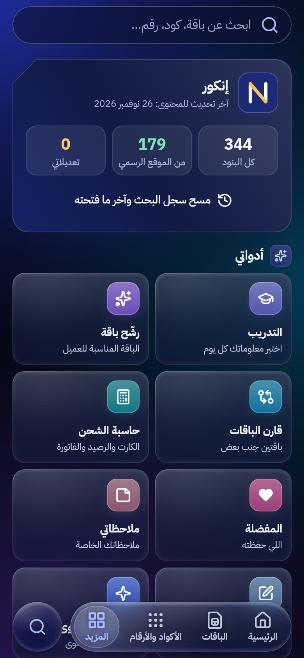 ابحث عن باقة، كود، رقم...
إنكور
آخر تحديث للمحتوى: 26 نوفمبر 2026
344
كل البنود
179
من الموقع الرسمي
0
تعديلاتي
مسح سجل البحث وآخر ما فتحته
أدواتي
التدريب
اختبر معلوماتك كل يوم
رشّح باقة
الباقة المناسبة للعميل
قارن الباقات
باقتين جنب بعض
حاسبة الشحن
الكارت والرصيد والفاتورة
المفضلة
اللي حفظته
ملاحظاتي
ملاحظاتك الخاصة
الرئيسية
الباقات
الأكواد والأرقام
المزيد